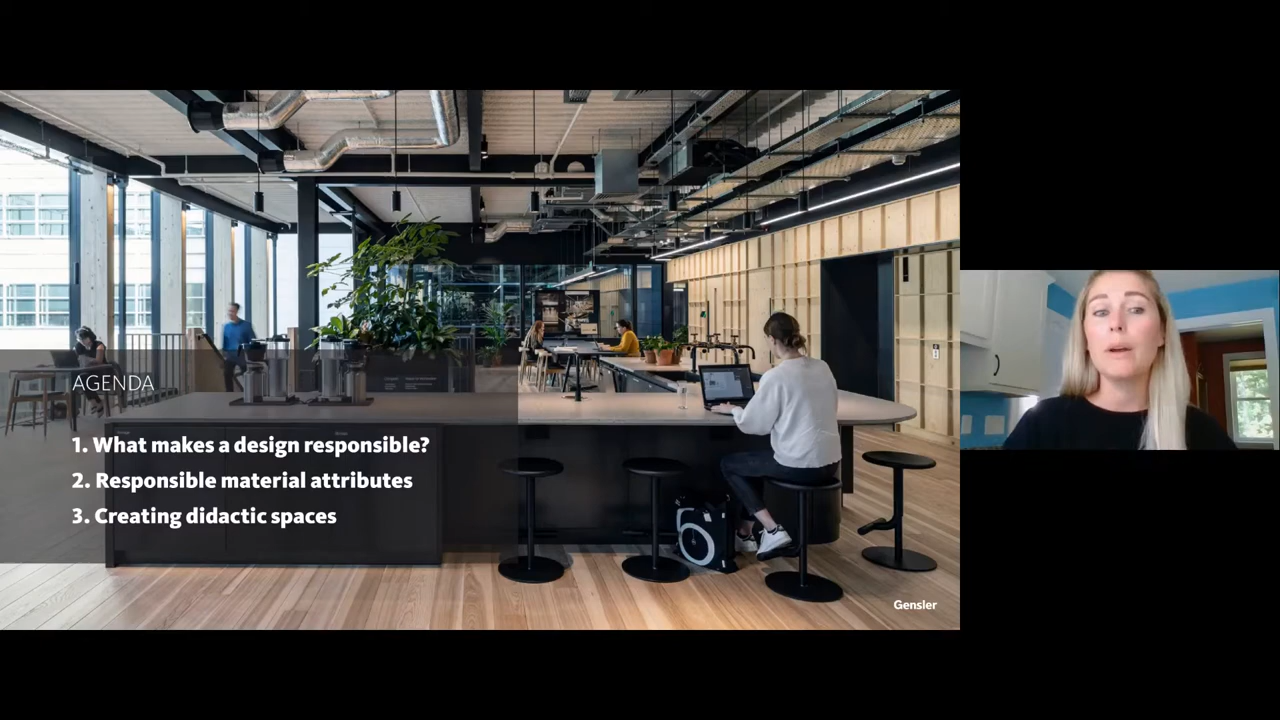 AGENDA
1. What makes a design responsible?
2. Responsible material attributes
3. Creating didactic spaces
Gensler